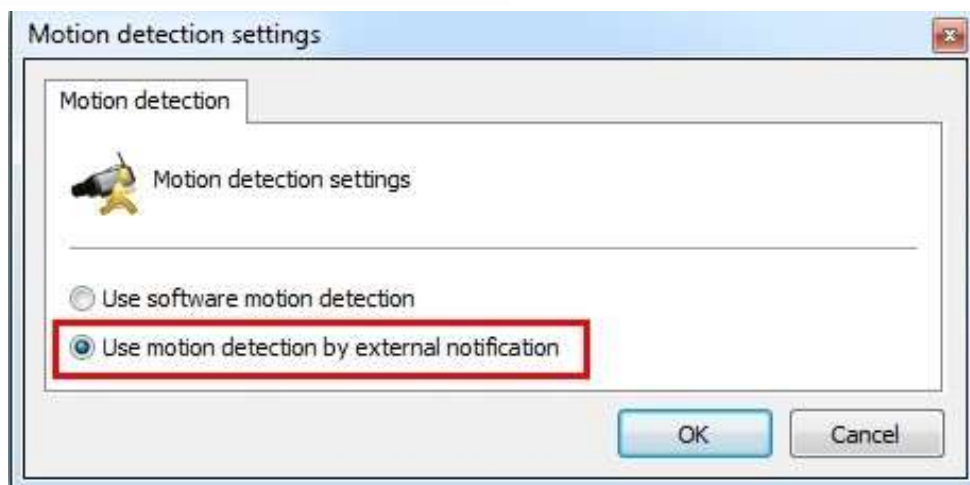 Motion detection settings
Motion detection
Motion detection settings
Use software motion detection
Use motion detection by external notification
OK
Cancel